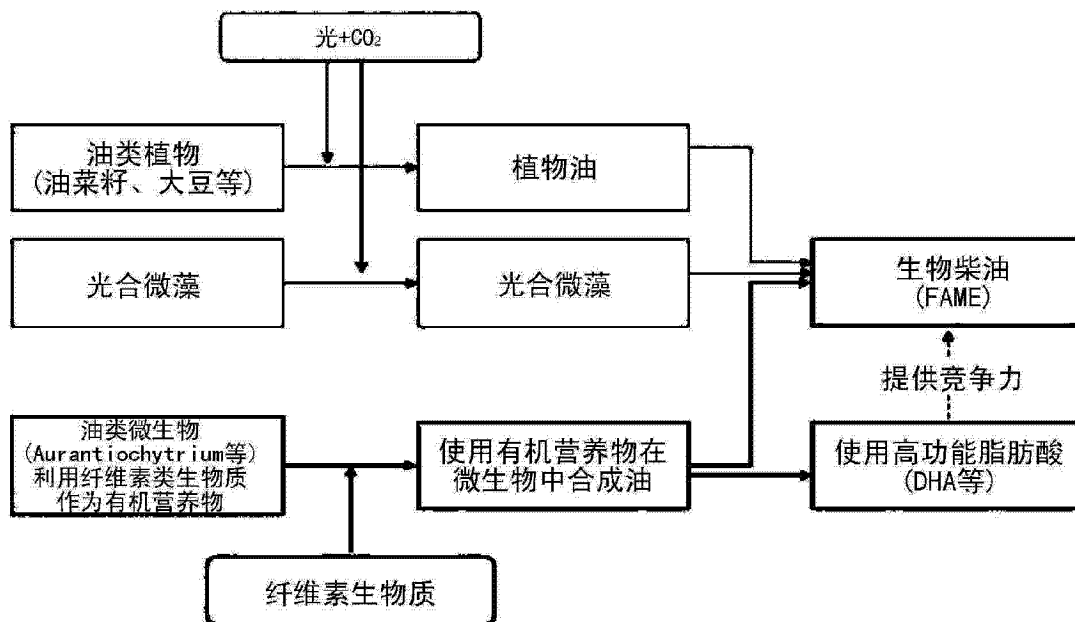 光+CO₂
油类植物
(油菜籽、大豆等)
植物油
光合微藻
光合微藻
生物柴油
(FAME)
提供竞争力
油类微生物
(Aurantiochytrium等)
利用纤维素类生物质
作为有机营养物
使用有机营养物在
微生物中合成油
使用高功能脂肪酸
(DHA等)
纤维素生物质